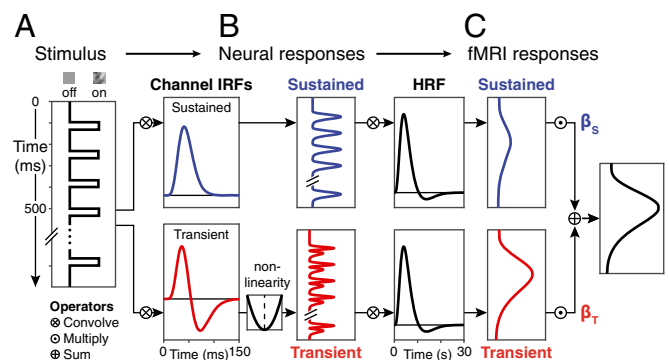 A B C
Stimulus Neural responses fMRI responses
off on
Channel IRFs Sustained HRF Sustained
0
Sustained
Time
(ms)
βS
500
Transient
non-
linearity
βT
Operators
⊗ Convolve
⊙ Multiply
⊕ Sum
0 Time (ms) 150
Transient
0 Time (s) 30
Transient